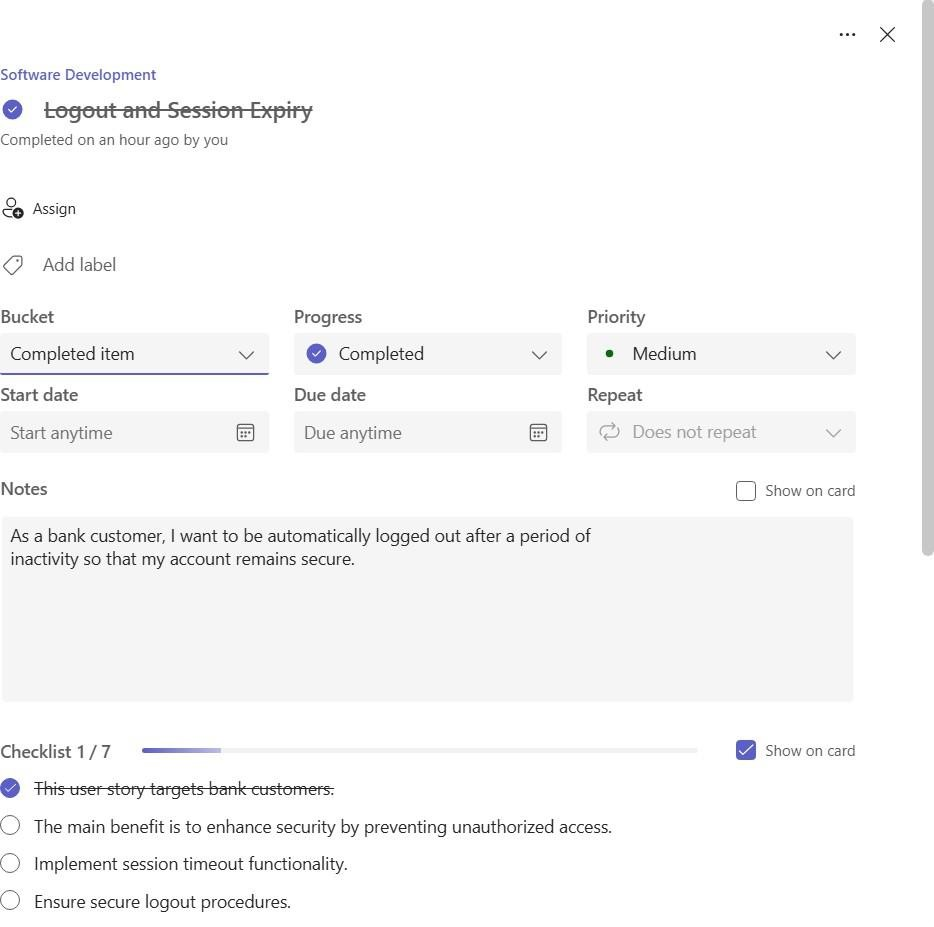 Software Development
Logout and Session Expiry
Completed on an hour ago by you
Assign
Add label
Bucket
Progress
Priority
Completed item
Completed
Medium
Start date
Due date
Repeat
Start anytime
Due anytime
Does not repeat
Notes
Show on card
As a bank customer, I want to be automatically logged out after a period of
inactivity so that my account remains secure.
Checklist 1 / 7
Show on card
This user story targets bank customers.
The main benefit is to enhance security by preventing unauthorized access.
Implement session timeout functionality.
Ensure secure logout procedures.